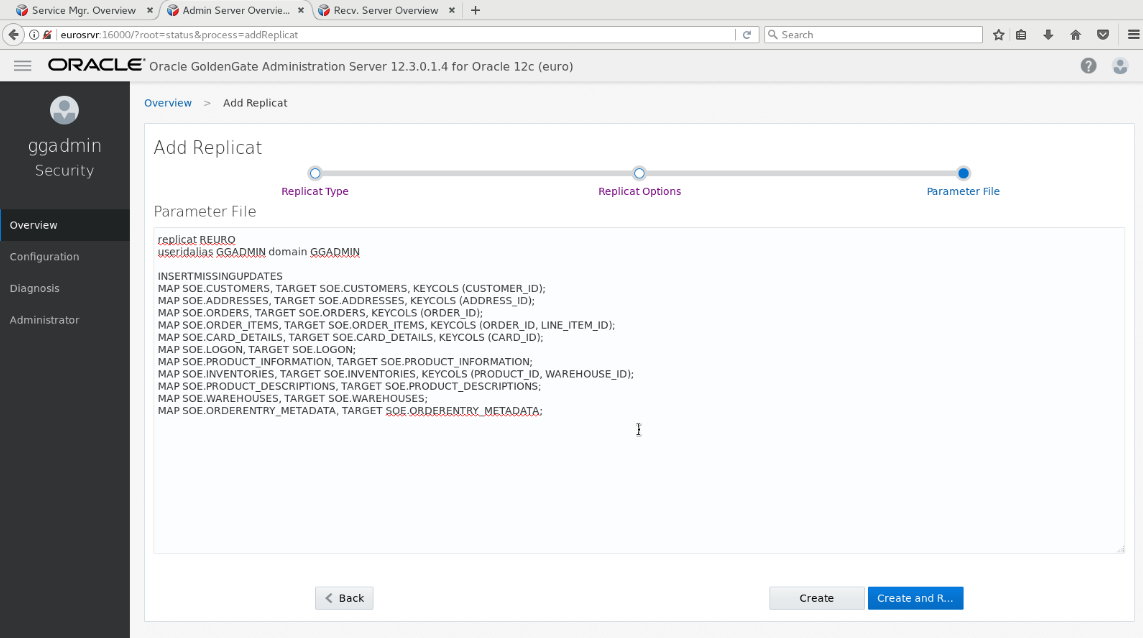 Service Mgr. Overview
Admin Server Overvie...
Recv. Server Overview
eurosrvr:16000/?root=status&process=addReplicat
Search
ORACLE Oracle GoldenGate Administration Server 12.3.0.1.4 for Oracle 12c (euro)
ggadmin
Security
Overview
Configuration
Diagnosis
Administrator
Overview > Add Replicat
Add Replicat
Replicat Type
Replicat Options
Parameter File
Parameter File
replicat REURO
useridalias GGADMIN domain GGADMIN
INSERTMISSINGUPDATES
MAP SOE.CUSTOMERS, TARGET SOE.CUSTOMERS, KEYCOLS (CUSTOMER_ID);
MAP SOE.ADDRESSES, TARGET SOE.ADDRESSES, KEYCOLS (ADDRESS_ID);
MAP SOE.ORDERS, TARGET SOE.ORDERS, KEYCOLS (ORDER_ID);
MAP SOE.ORDER_ITEMS, TARGET SOE.ORDER_ITEMS, KEYCOLS (ORDER_ID, LINE_ITEM_ID);
MAP SOE.CARD_DETAILS, TARGET SOE.CARD_DETAILS, KEYCOLS (CARD_ID);
MAP SOE.LOGON, TARGET SOE.LOGON;
MAP SOE.PRODUCT_INFORMATION, TARGET SOE.PRODUCT_INFORMATION;
MAP SOE.INVENTORIES, TARGET SOE.INVENTORIES, KEYCOLS (PRODUCT_ID, WAREHOUSE_ID);
MAP SOE.PRODUCT_DESCRIPTIONS, TARGET SOE.PRODUCT_DESCRIPTIONS;
MAP SOE.WAREHOUSES, TARGET SOE.WAREHOUSES;
MAP SOE.ORDERENTRY_METADATA, TARGET SOE.ORDERENTRY_METADATA;
Back
Create
Create and R...